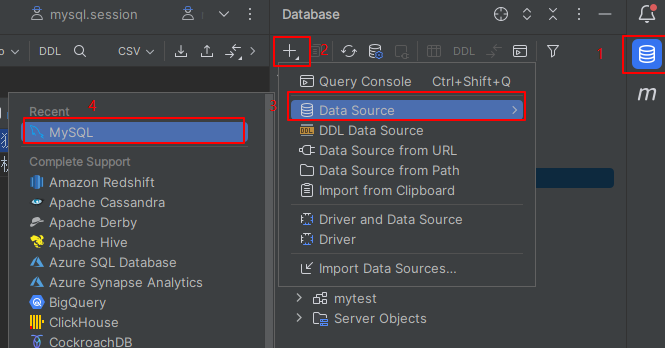 mysql.session
Database
1
DDL
CSV
2
Query Console Ctrl+Shift+Q
4
3
Recent
Data Source
MySQL
DDL Data Source
Complete Support
Data Source from URL
Amazon Redshift
Data Source from Path
Apache Cassandra
Import from Clipboard
Apache Derby
Driver and Data Source
Apache Hive
Driver
Azure SQL Database
Import Data Sources...
Azure Synapse Analytics
BigQuery
mytest
ClickHouse
Server Objects
CockroachDB
m